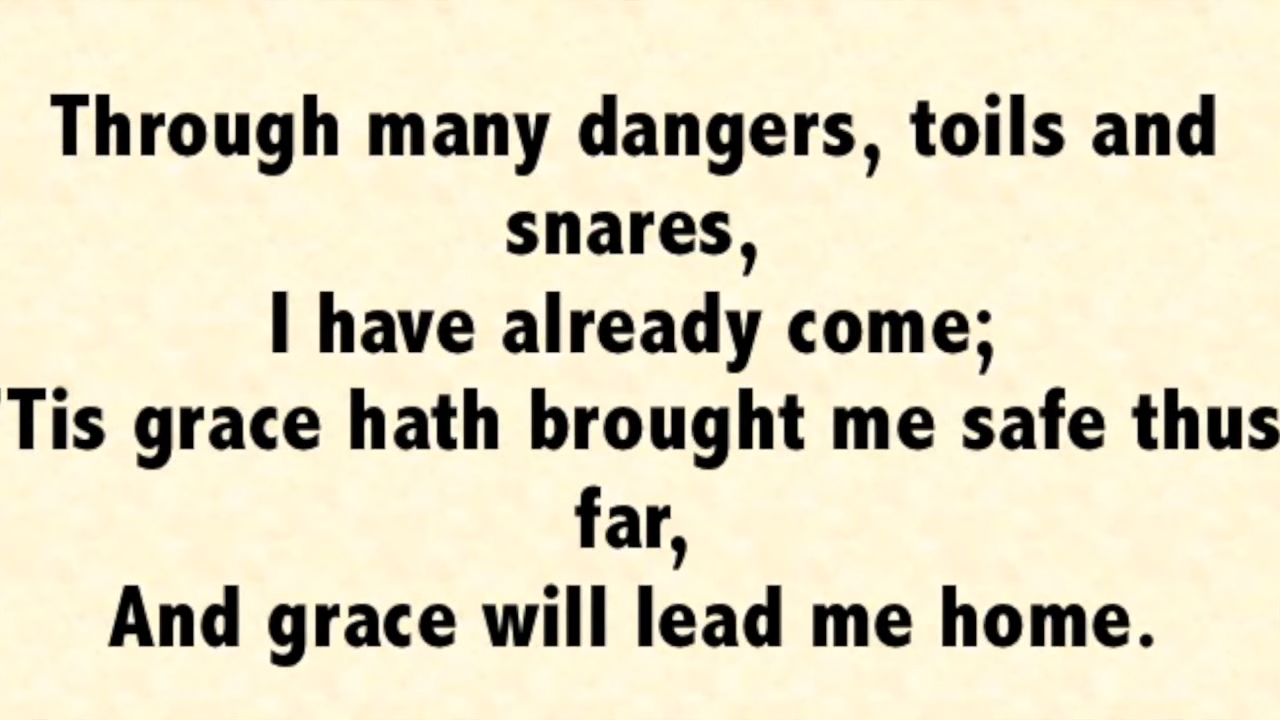 Through many dangers, toils and
snares,
I have already come;
'Tis grace hath brought me safe thus
far,
And grace will lead me home.